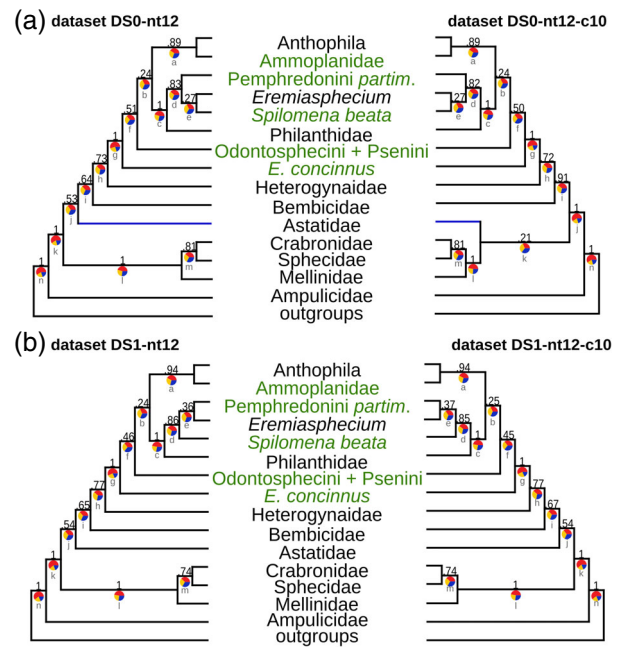 (a) dataset DS0-nt12 dataset DS0-nt12-c10
Anthophila
Ammoplanidae
Pemphredonini partim.
Eremiasphecium
Spilomena beata
Philanthidae
Odontosphecini + Psenini
E. concinnus
Heterogynaidae
Bembicidae
Astatidae
Crabronidae
Sphecidae
Mellinidae
Ampulicidae
outgroups
.89 a .24 b 1 c .83 d .27 e .51 f 1 g .73 h .64 i .53 j 1 k 1 l .81 m 1 n
.89 a .24 b 1 c .82 d .27 e .50 f 1 g .72 h .91 i 1 j .21 k 1 l .81 m 1 n
(b) dataset DS1-nt12 dataset DS1-nt12-c10
Anthophila
Ammoplanidae
Pemphredonini partim.
Eremiasphecium
Spilomena beata
Philanthidae
Odontosphecini + Psenini
E. concinnus
Heterogynaidae
Bembicidae
Astatidae
Crabronidae
Sphecidae
Mellinidae
Ampulicidae
outgroups
.94 a .24 b 1 c .86 d .36 e .46 f 1 g .77 h .65 i .54 j 1 k 1 l .74 m 1 n
.94 a .25 b 1 c .85 d .37 e .45 f 1 g .77 h .67 i .54 j 1 k 1 l .74 m 1 n